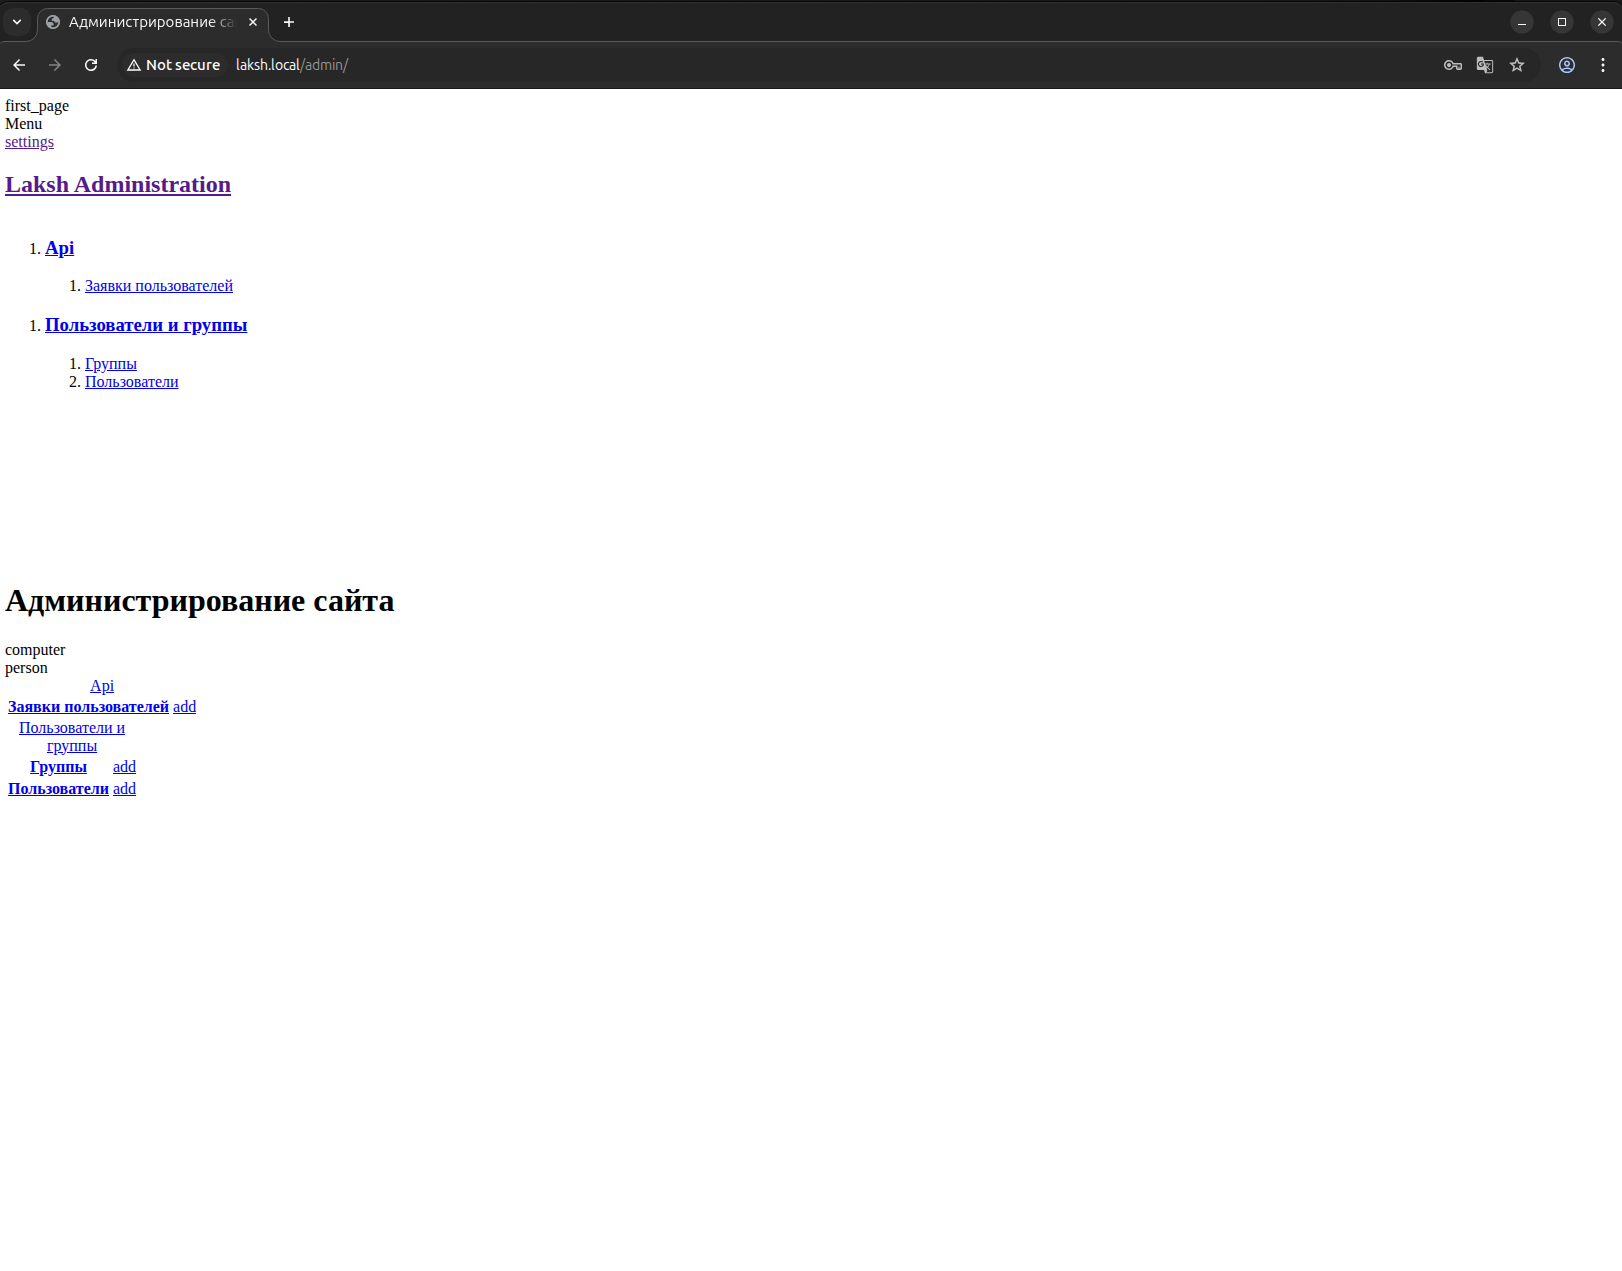 Администрирование са
Not secure laksh.local/admin/
first_page
Menu
settings
Laksh Administration
1. Api
1. Заявки пользователей
1. Пользователи и группы
1. Группы
2. Пользователи
Администрирование сайта
computer
person
Api
Заявки пользователей add
Пользователи и
группы
Группы add
Пользователи add